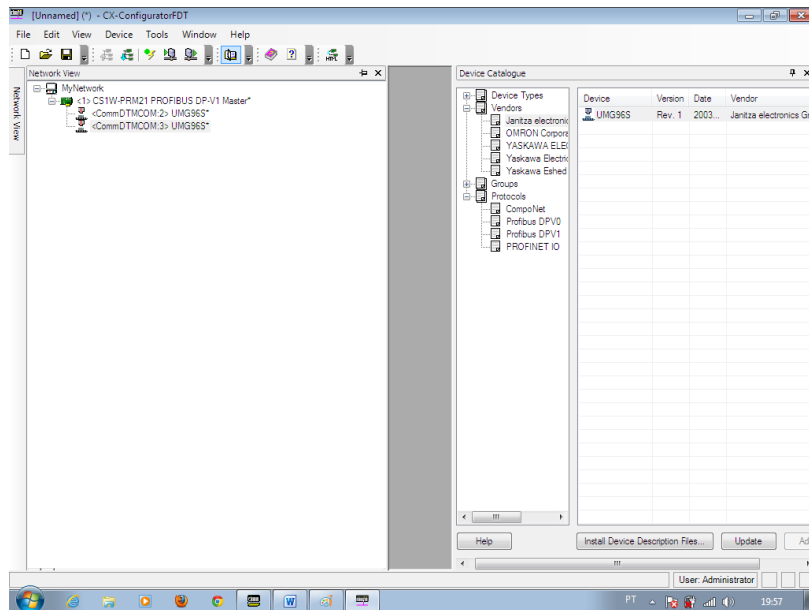 [Unnamed] (*) - CX-ConfiguratorFDT
File Edit View Device Tools Window Help
Network View
Network View
MyNetwork
<1> CS1W-PRM21 PROFIBUS DP-V1 Master*
<CommDTMCOM:2> UMG96S*
<CommDTMCOM:3> UMG96S*
Device Catalogue
Device Types
Vendors
Janitza electronic
OMRON Corpora
YASKAWA ELE
Yaskawa Electric
Yaskawa Eshed
Groups
Protocols
CompoNet
Profibus DPV0
Profibus DPV1
PROFINET IO
Device Version Date Vendor
UMG96S Rev. 1 2003... Janitza electronics G
Help Install Device Description Files... Update Ad
User: Administrator
PT 19:57